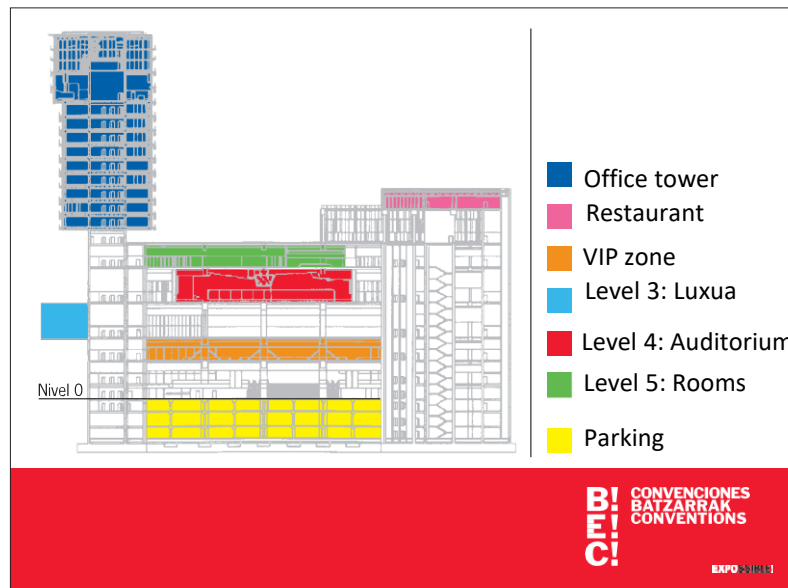 Office tower
Restaurant
VIP zone
Level 3: Luxua
Level 4: Auditorium
Level 5: Rooms
Parking
Nivel 0
B! CONVENCIONES
E! BATZARRAK
C! CONVENTIONS